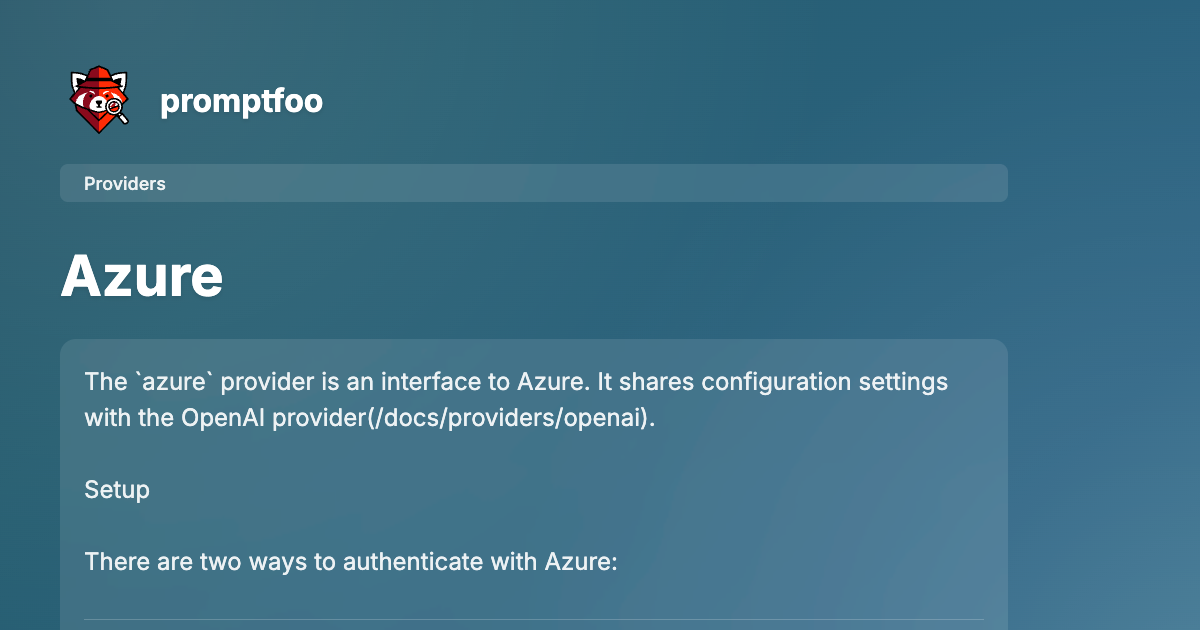 promptfoo
Providers
Azure
The `azure` provider is an interface to Azure. It shares configuration settings
with the OpenAI provider(/docs/providers/openai).
Setup
There are two ways to authenticate with Azure: